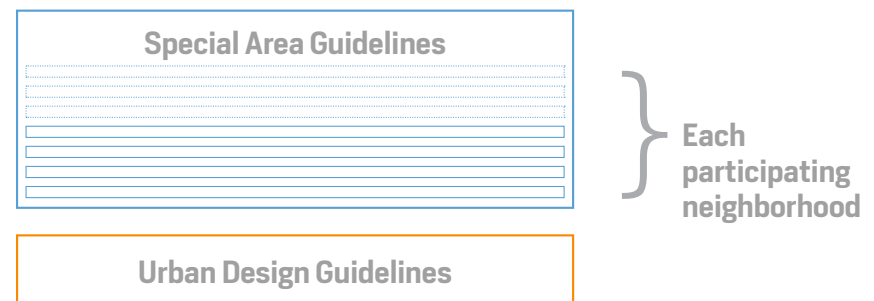 Special Area Guidelines
Each
participating
neighborhood
Urban Design Guidelines